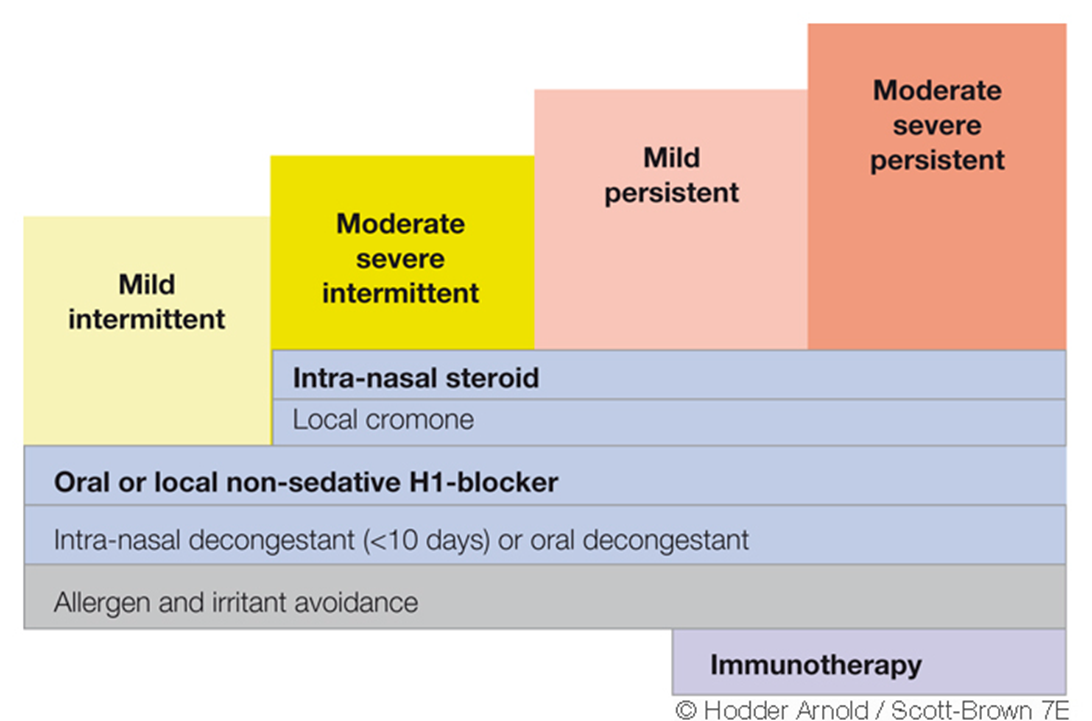 Mild
intermittent
Moderate
severe
intermittent
Mild
persistent
Moderate
severe
persistent
Intra-nasal steroid
Local cromone
Oral or local non-sedative H1-blocker
Intra-nasal decongestant (<10 days) or oral decongestant
Allergen and irritant avoidance
Immunotherapy
© Hodder Arnold / Scott-Brown 7E